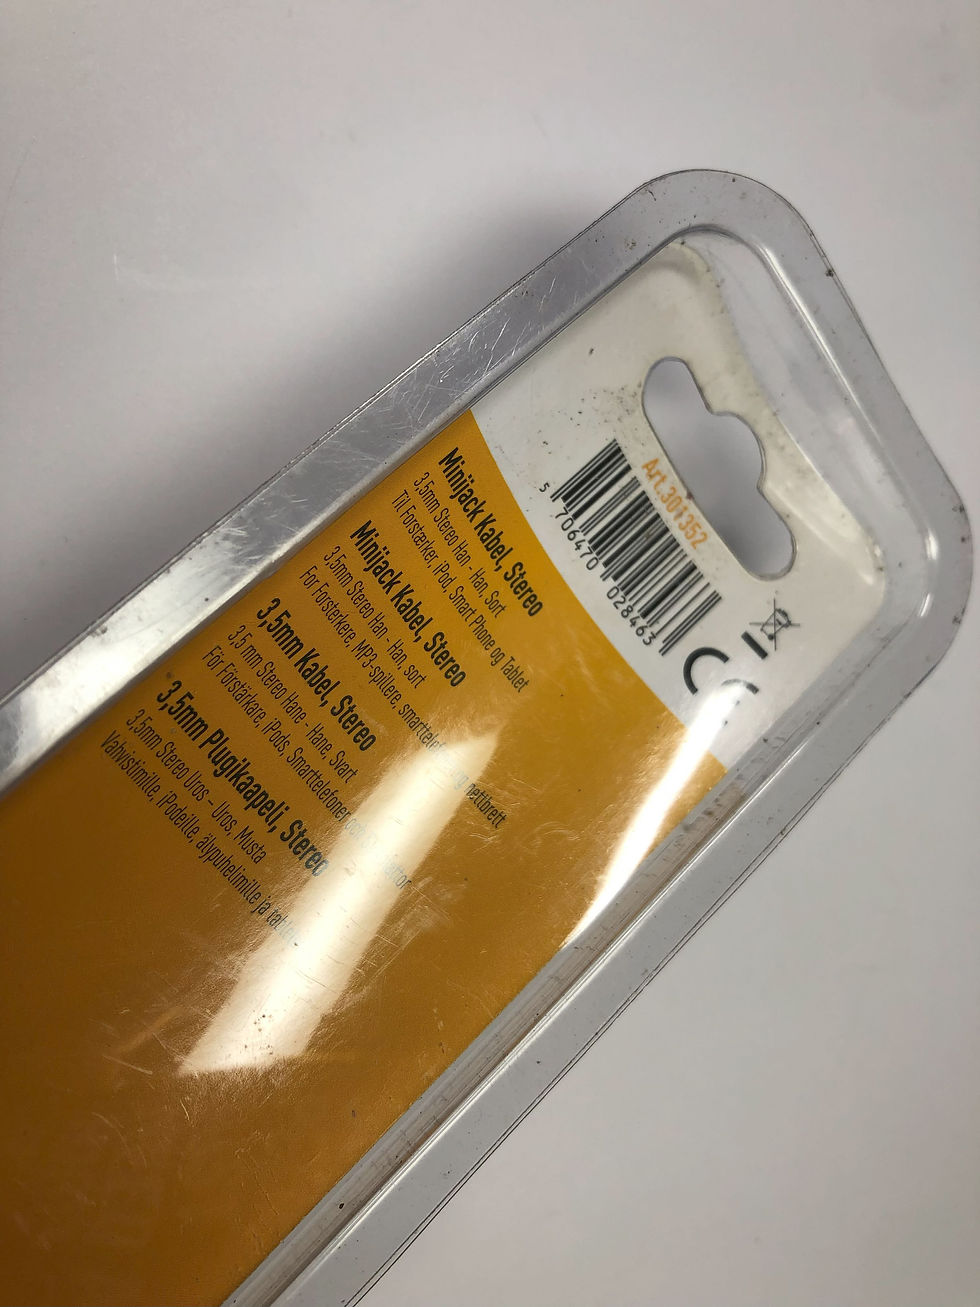 Art.301352
5 706470 028463
CE
Minijack Kabel, Stereo
3,5mm Stereo Han - Han, Sort
Til Forstærker, iPod, Smart Phone og Tablet
Minijack Kabel, Stereo
3.5mm Stereo Han - Han, sort
For Forsterkere, MP3-spillere, nettbrett
3,5mm Kabel, Stereo
3,5 mm Stereo Hane - Hane, Svart
För Förstärkare, iPods, Smarttelefoner
3,5mm Plugikaapeli, Stereo
3,5mm Stereo Uros - Uros, Musta
Vahvistimille, iPodeille, älypuhelimille ja